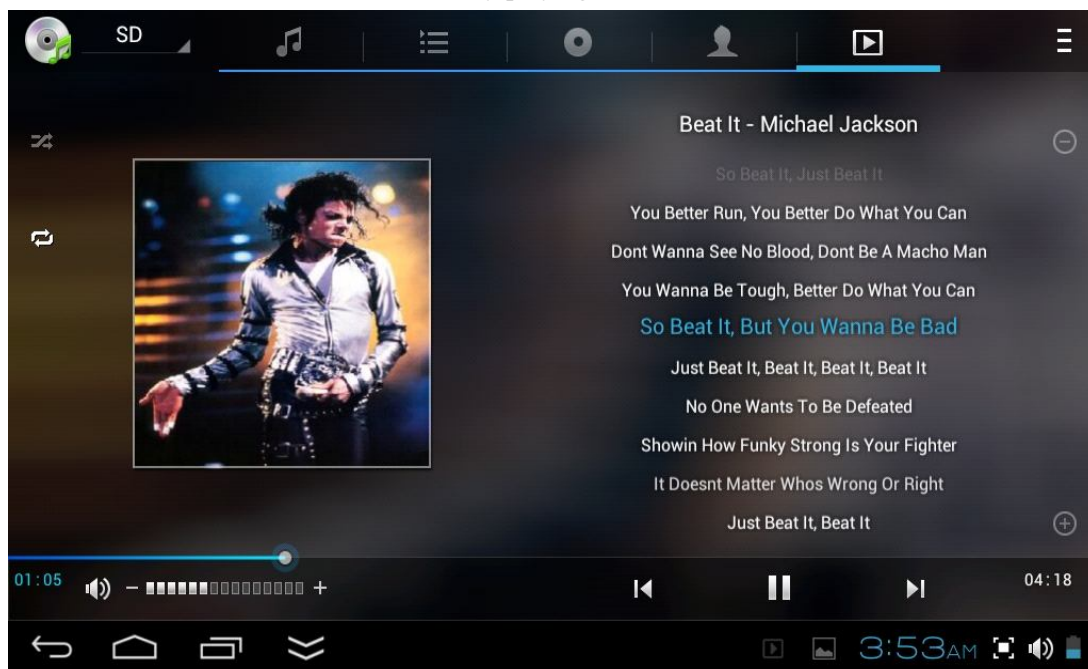 SD
Beat It - Michael Jackson
So Beat It, Just Beat It
You Better Run, You Better Do What You Can
Dont Wanna See No Blood, Dont Be A Macho Man
You Wanna Be Tough, Better Do What You Can
So Beat It, But You Wanna Be Bad
Just Beat It, Beat It, Beat It, Beat It
No One Wants To Be Defeated
Showin How Funky Strong Is Your Fighter
It Doesnt Matter Whos Wrong Or Right
Just Beat It, Beat It
01:05
04:18
3:53AM